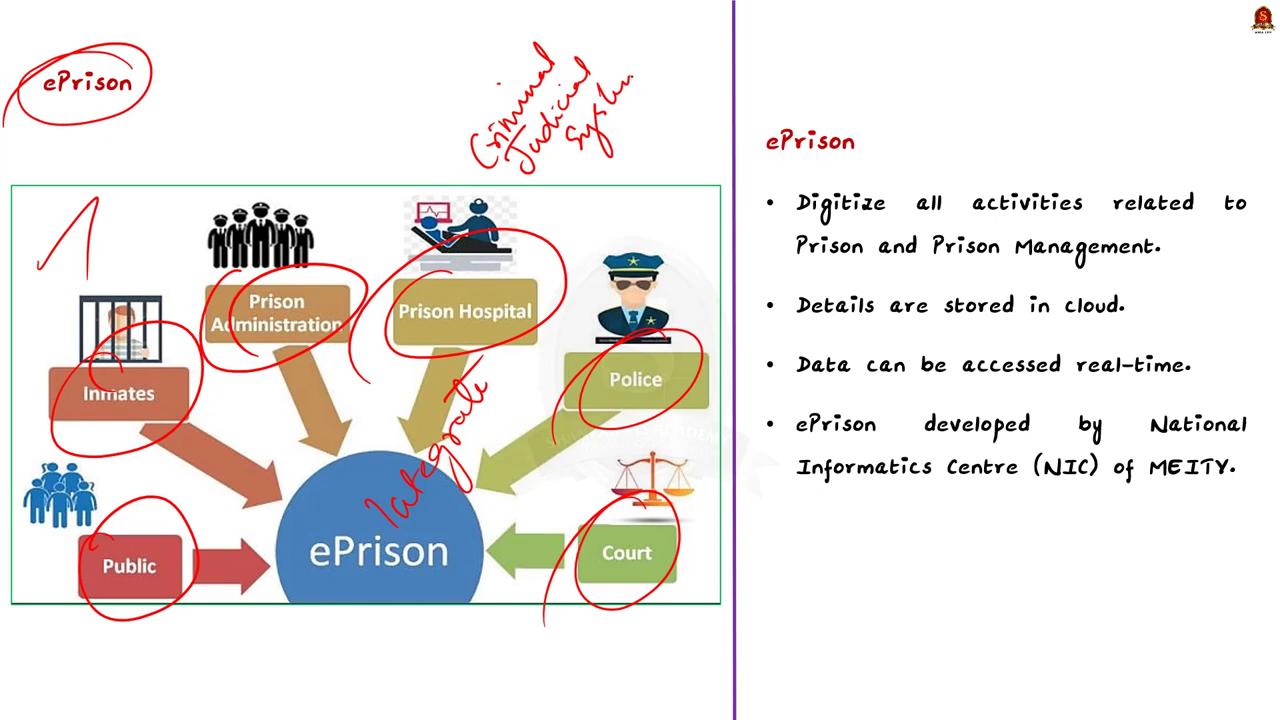 ePrison
Criminal
Judicial
System
Prison
Administration
Prison Hospital
Police
Inmates
Integrate
Public
ePrison
Court
ePrison
• Digitize all activities related to
Prison and Prison Management.
• Details are stored in cloud.
• Data can be accessed real-time.
• ePrison developed by National
Informatics Centre (NIC) of MEITY.